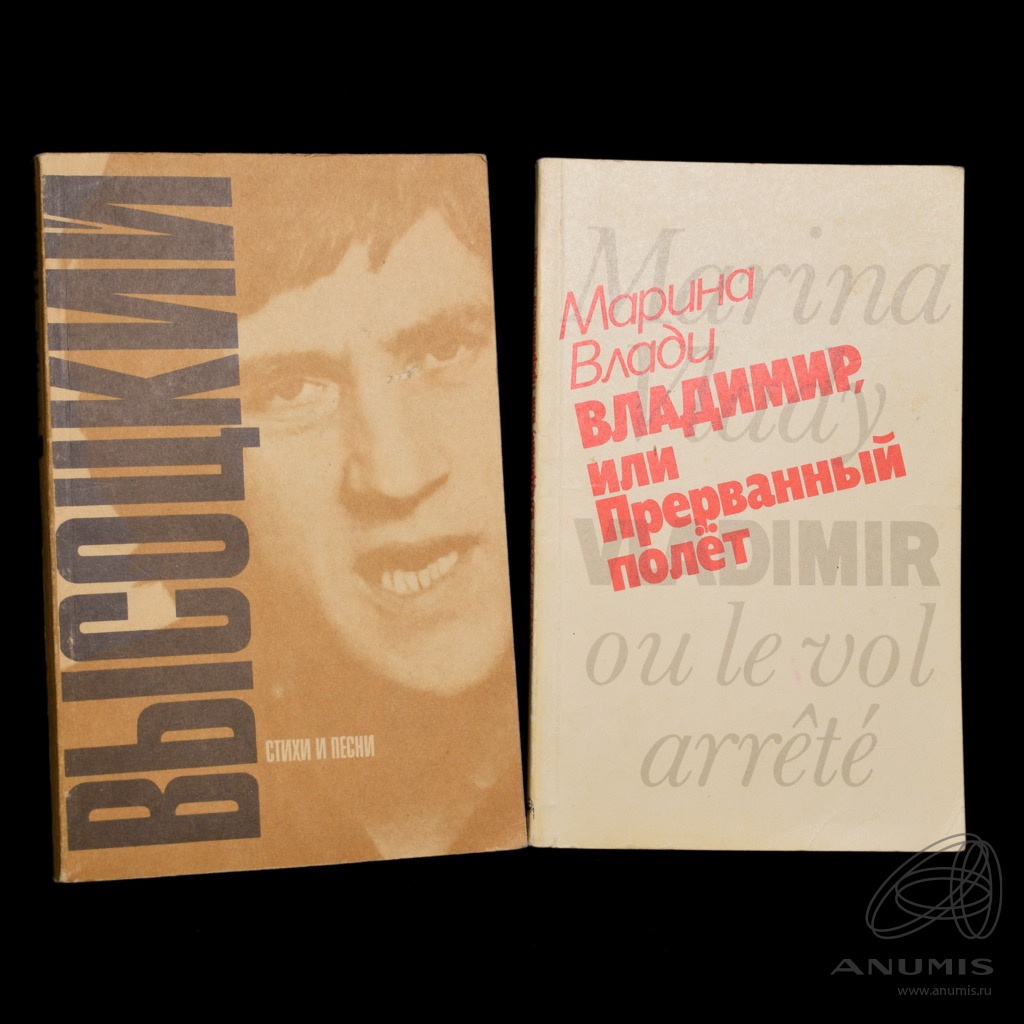 ВЫСОЦКИЙ
СТИХИ И ПЕСНИ
Марина
Влади
ВЛАДИМИР,
или
Прерванный
полёт
Marina
Vlady
VLADIMIR
ou le vol
arrêté
ANUMIS
www.anumis.ru